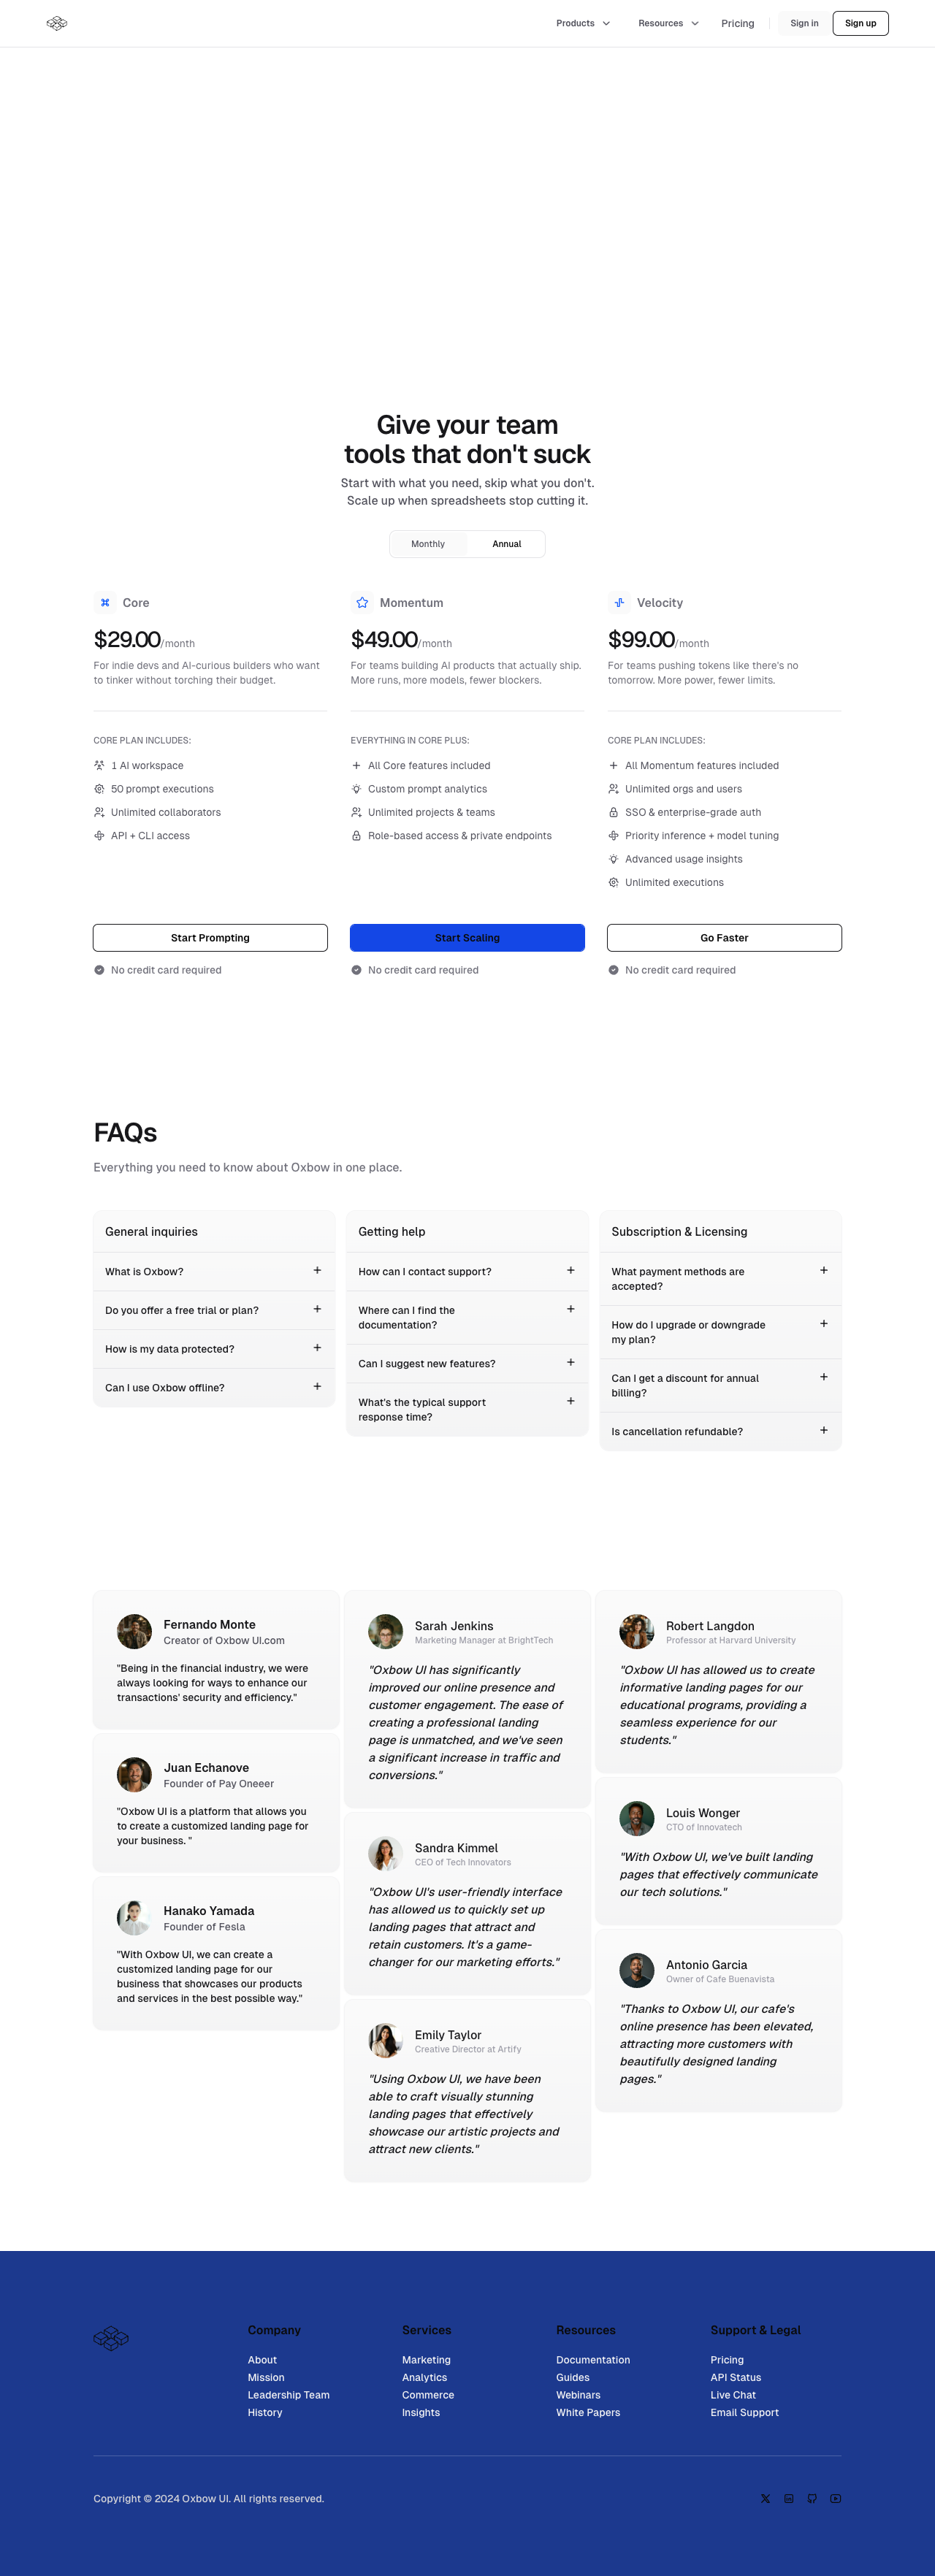 Products
Resources
Pricing
Sign in
Sign up
Give your team
tools that don't suck
Start with what you need, skip what you don't.
Scale up when spreadsheets stop cutting it.
Monthly
Annual
Core
$29.00/month
For indie devs and AI-curious builders who want
to tinker without torching their budget.
CORE PLAN INCLUDES:
1 AI workspace
50 prompt executions
Unlimited collaborators
API + CLI access
Start Prompting
No credit card required
Momentum
$49.00/month
For teams building AI products that actually ship.
More runs, more models, fewer blockers.
EVERYTHING IN CORE PLUS:
All Core features included
Custom prompt analytics
Unlimited projects & teams
Role-based access & private endpoints
Start Scaling
No credit card required
Velocity
$99.00/month
For teams pushing tokens like there's no
tomorrow. More power, fewer limits.
CORE PLAN INCLUDES:
All Momentum features included
Unlimited orgs and users
SSO & enterprise-grade auth
Priority inference + model tuning
Advanced usage insights
Unlimited executions
Go Faster
No credit card required
FAQs
Everything you need to know about Oxbow in one place.
General inquiries
What is Oxbow?
Do you offer a free trial or plan?
How is my data protected?
Can I use Oxbow offline?
Getting help
How can I contact support?
Where can I find the
documentation?
Can I suggest new features?
What's the typical support
response time?
Subscription & Licensing
What payment methods are
accepted?
How do I upgrade or downgrade
my plan?
Can I get a discount for annual
billing?
Is cancellation refundable?
Fernando Monte
Creator of Oxbow UI.com
"Being in the financial industry, we were
always looking for ways to enhance our
transactions' security and efficiency."
Juan Echanove
Founder of Pay Oneeer
"Oxbow UI is a platform that allows you
to create a customized landing page for
your business. "
Hanako Yamada
Founder of Fesla
"With Oxbow UI, we can create a
customized landing page for our
business that showcases our products
and services in the best possible way."
Sarah Jenkins
Marketing Manager at BrightTech
"Oxbow UI has significantly
improved our online presence and
customer engagement. The ease of
creating a professional landing
page is unmatched, and we've seen
a significant increase in traffic and
conversions."
Sandra Kimmel
CEO of Tech Innovators
"Oxbow UI's user-friendly interface
has allowed us to quickly set up
landing pages that attract and
retain customers. It's a game-
changer for our marketing efforts."
Emily Taylor
Creative Director at Artify
"Using Oxbow UI, we have been
able to craft visually stunning
landing pages that effectively
showcase our artistic projects and
attract new clients."
Robert Langdon
Professor at Harvard University
"Oxbow UI has allowed us to create
informative landing pages for our
educational programs, providing a
seamless experience for our
students."
Louis Wonger
CTO of Innovatech
"With Oxbow UI, we've built landing
pages that effectively communicate
our tech solutions."
Antonio Garcia
Owner of Cafe Buenavista
"Thanks to Oxbow UI, our cafe's
online presence has been elevated,
attracting more customers with
beautifully designed landing
pages."
Company
About
Mission
Leadership Team
History
Services
Marketing
Analytics
Commerce
Insights
Resources
Documentation
Guides
Webinars
White Papers
Support & Legal
Pricing
API Status
Live Chat
Email Support
Copyright © 2024 Oxbow UI. All rights reserved.